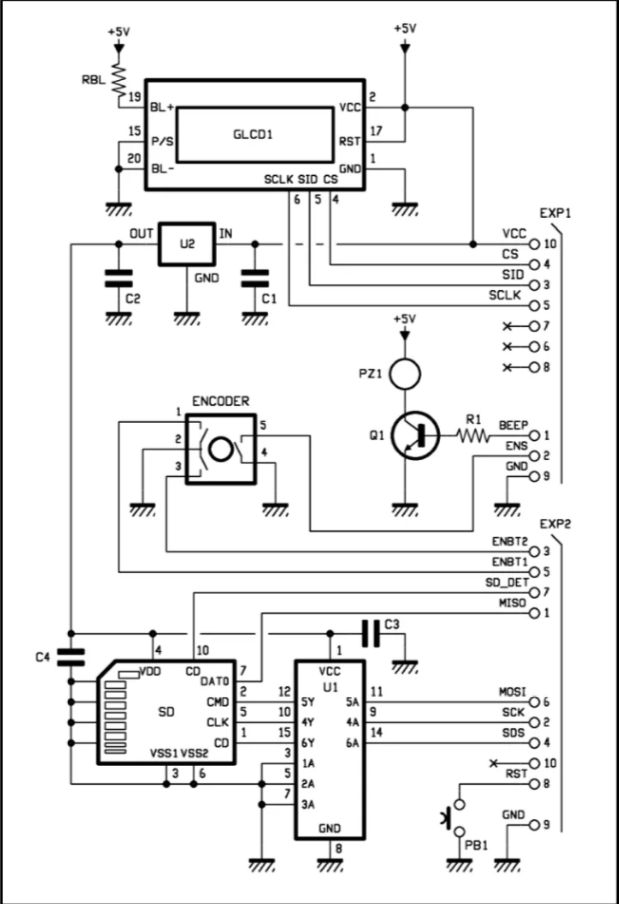 +5V
+5V
RBL
19 BL+
VCC 2
15 P/S
GLCD1
RST 17
20 BL-
GND 1
SCLK SID CS
6 5 4
EXP1
OUT U2 IN
VCC 10
GND
CS 4
C2
C1
SID 3
SCLK 5
+5V
7
6
8
PZ1
ENCODER
1
5
Q1
R1
BEEP 1
2
4
ENS 2
3
GND 9
EXP2
ENBT2 3
ENBT1 5
SD_DET 7
MISO 1
C3
C4
4
10
1
VDD CD
VCC
DAT0 7
U1
SD
CMD 2
12 5Y
5A 11
MOSI 6
CLK 5
10 4Y
4A 9
SCK 2
CD 1
15 6Y
6A 14
SDS 4
VSS1 VSS2
3 6
3 1A
10
5 2A
RST 8
7 3A
GND
8
GND 9
PB1